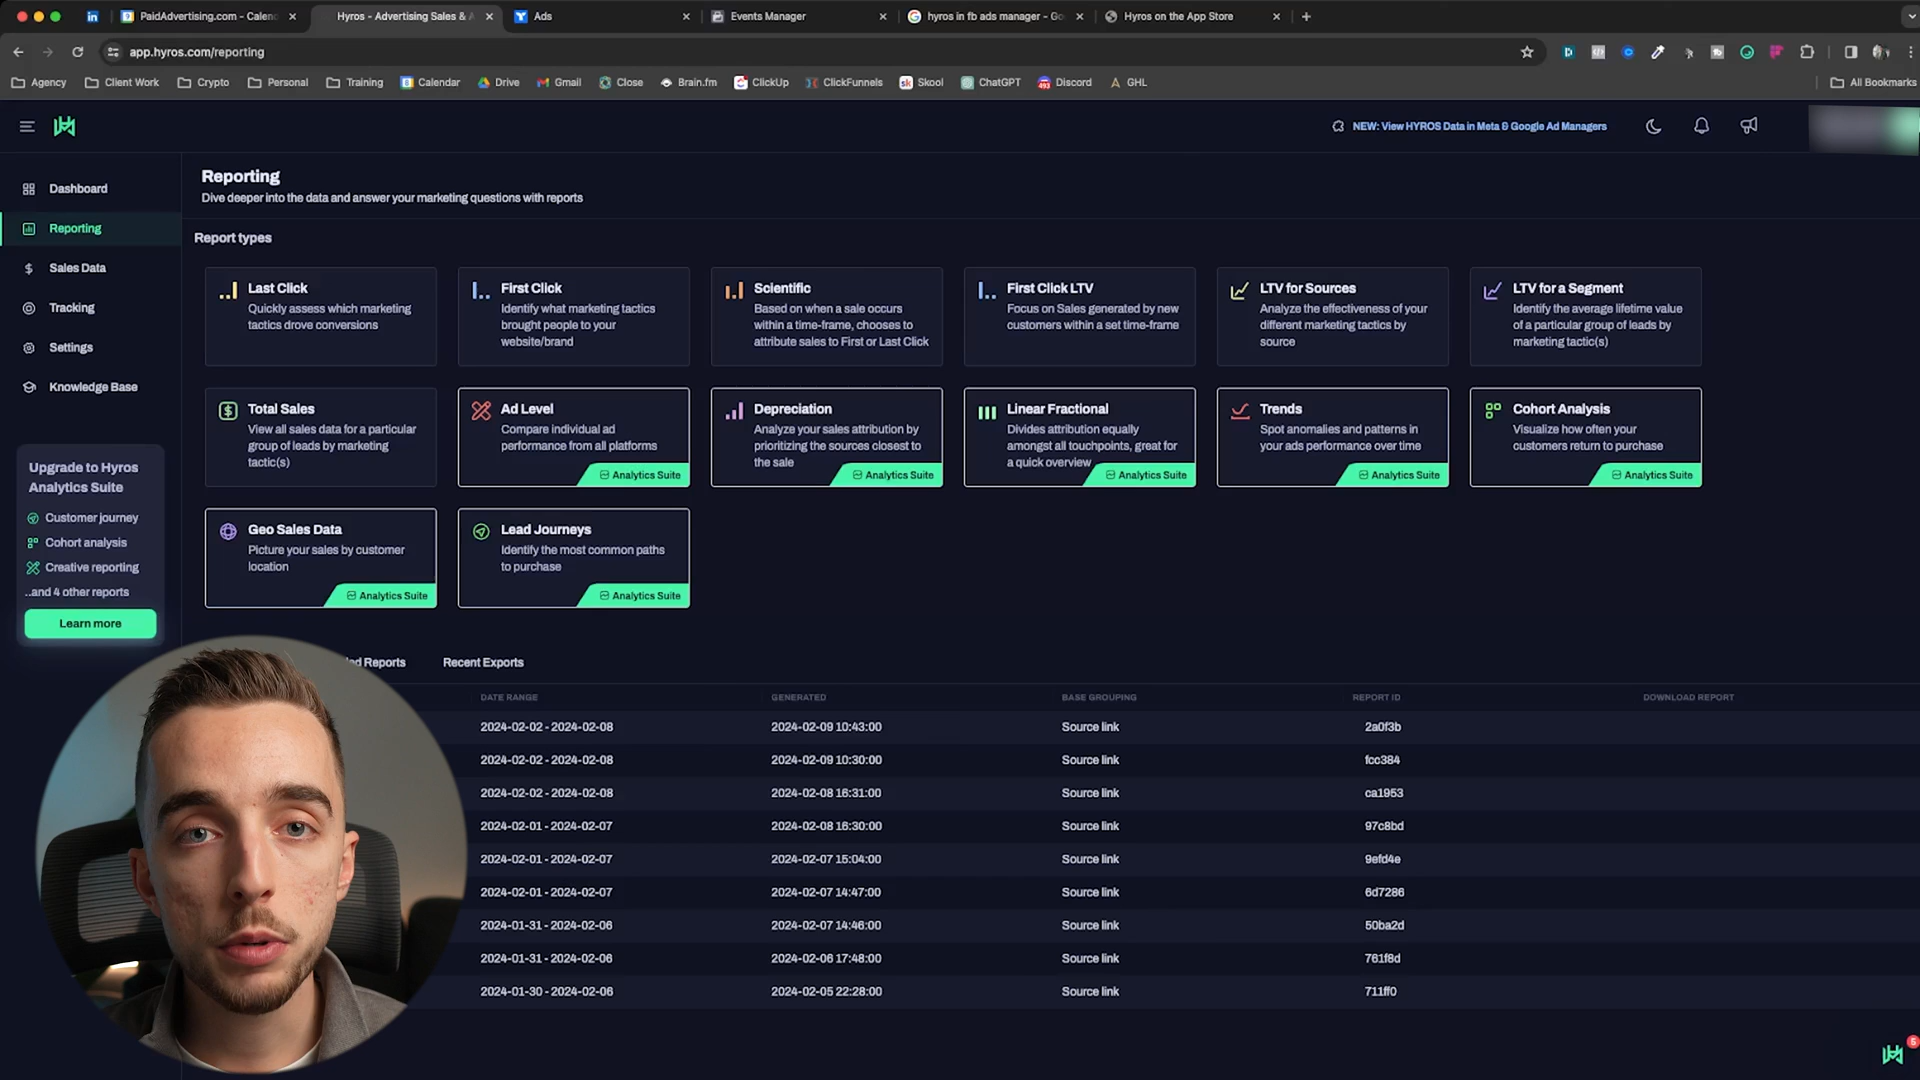 PaidAdvertising.com - Calend
Hyros - Advertising Sales & A
Ads
Events Manager
hyros in fb ads manager - Go
Hyros on the App Store
app.hyros.com/reporting
Agency
Client Work
Crypto
Personal
Training
Calendar
Drive
Gmail
Close
Brain.fm
ClickUp
ClickFunnels
sk Skool
ChatGPT
493 Discord
GHL
All Bookmarks
NEW: View HYROS Data in Meta & Google Ad Managers
Dashboard
Reporting
Sales Data
Tracking
Settings
Knowledge Base
Upgrade to Hyros
Analytics Suite
Customer journey
Cohort analysis
Creative reporting
..and 4 other reports
Learn more
Reporting
Dive deeper into the data and answer your marketing questions with reports
Report types
Last Click
Quickly assess which marketing
tactics drove conversions
First Click
Identify what marketing tactics
brought people to your
website/brand
Scientific
Based on when a sale occurs
within a time-frame, chooses to
attribute sales to First or Last Click
First Click LTV
Focus on Sales generated by new
customers within a set time-frame
LTV for Sources
Analyze the effectiveness of your
different marketing tactics by
source
LTV for a Segment
Identify the average lifetime value
of a particular group of leads by
marketing tactic(s)
Total Sales
View all sales data for a particular
group of leads by marketing
tactic(s)
Ad Level
Compare individual ad
performance from all platforms
Analytics Suite
Depreciation
Analyze your sales attribution by
prioritizing the sources closest to
the sale
Analytics Suite
Linear Fractional
Divides attribution equally
amongst all touchpoints, great for
a quick overview
Analytics Suite
Trends
Spot anomalies and patterns in
your ads performance over time
Analytics Suite
Cohort Analysis
Visualize how often your
customers return to purchase
Analytics Suite
Geo Sales Data
Picture your sales by customer
location
Analytics Suite
Lead Journeys
Identify the most common paths
to purchase
Analytics Suite
Reports
Recent Exports
DATE RANGE GENERATED BASE GROUPING REPORT ID DOWNLOAD REPORT
2024-02-02 - 2024-02-08 2024-02-09 10:43:00 Source link 2a0f3b
2024-02-02 - 2024-02-08 2024-02-09 10:30:00 Source link fcc384
2024-02-02 - 2024-02-08 2024-02-08 16:31:00 Source link ca1953
2024-02-01 - 2024-02-07 2024-02-08 16:30:00 Source link 97c8bd
2024-02-01 - 2024-02-07 2024-02-07 15:04:00 Source link 9efd4e
2024-02-01 - 2024-02-07 2024-02-07 14:47:00 Source link 6d7286
2024-01-31 - 2024-02-06 2024-02-07 14:46:00 Source link 50ba2d
2024-01-31 - 2024-02-06 2024-02-06 17:48:00 Source link 761f8d
2024-01-30 - 2024-02-06 2024-02-05 22:28:00 Source link 711ff0
5